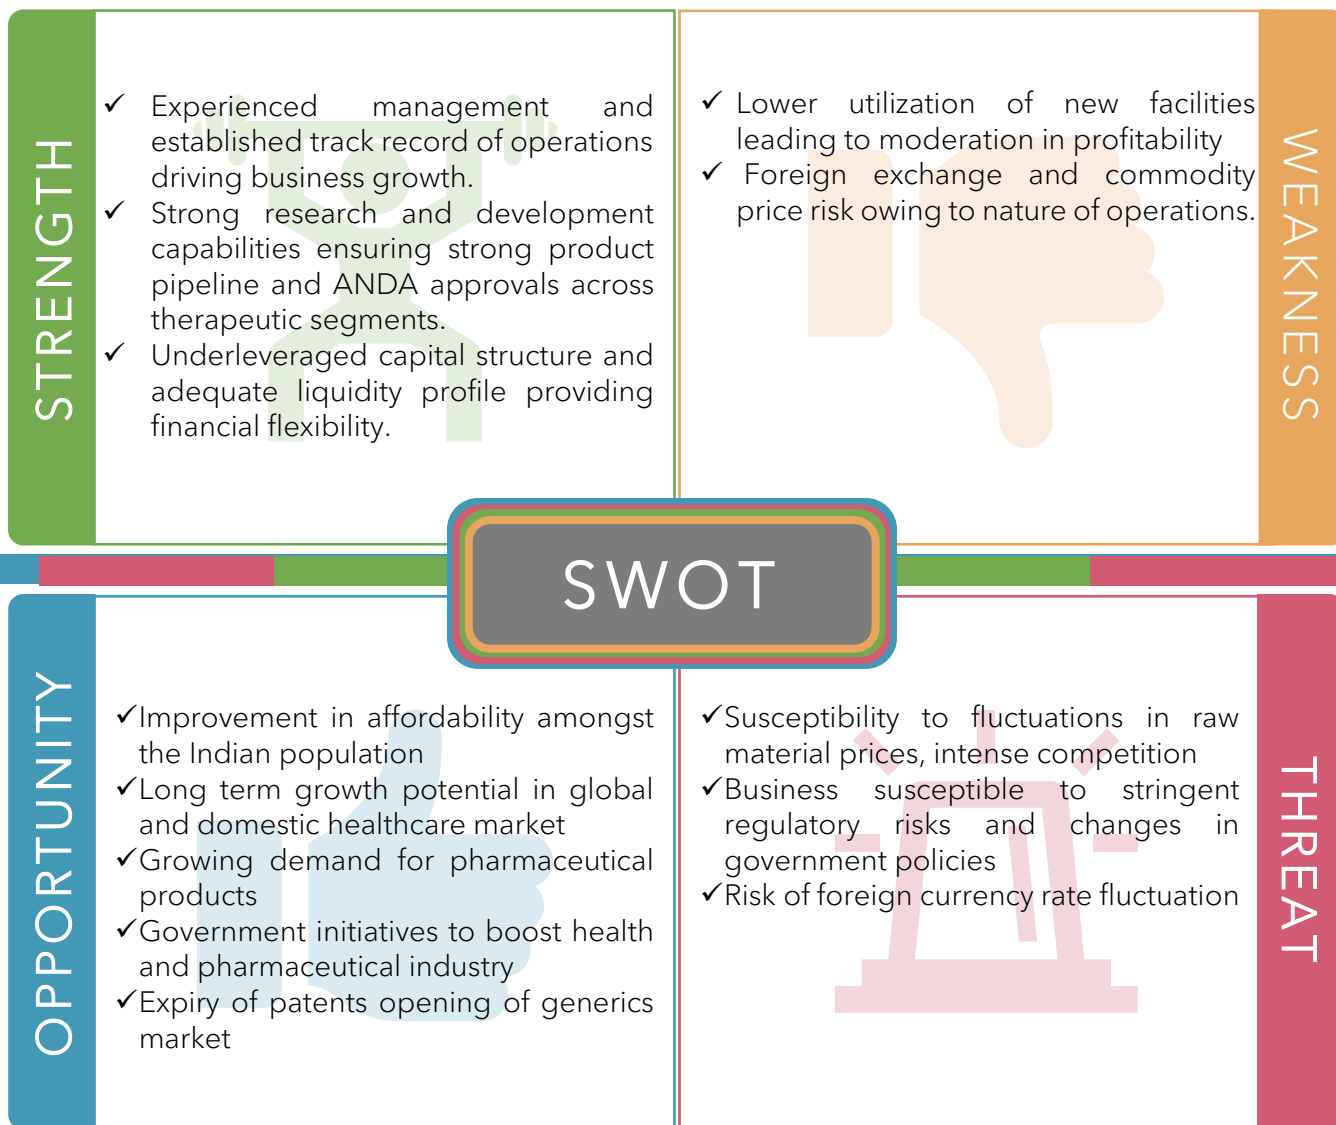 STRENGTH
✓ Experienced management and
established track record of operations
driving business growth.
✓ Strong research and development
capabilities ensuring strong product
pipeline and ANDA approvals across
therapeutic segments.
✓ Underleveraged capital structure and
adequate liquidity profile providing
financial flexibility.
WEAKNESS
✓ Lower utilization of new facilities
leading to moderation in profitability
✓ Foreign exchange and commodity
price risk owing to nature of operations.
SWOT
OPPORTUNITY
✓Improvement in affordability amongst
the Indian population
✓Long term growth potential in global
and domestic healthcare market
✓Growing demand for pharmaceutical
products
✓Government initiatives to boost health
and pharmaceutical industry
✓Expiry of patents opening of generics
market
THREAT
✓Susceptibility to fluctuations in raw
material prices, intense competition
✓Business susceptible to stringent
regulatory risks and changes in
government policies
✓Risk of foreign currency rate fluctuation